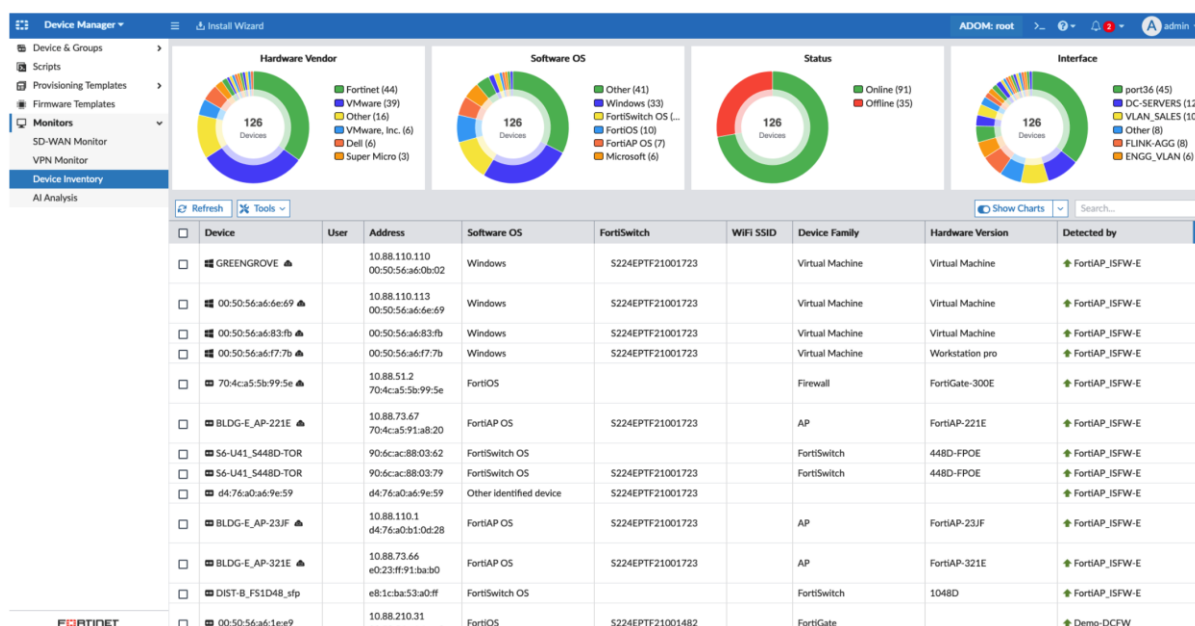 Device Manager
Install Wizard
ADOM: root
2
A
admin
Device & Groups
Scripts
Provisioning Templates
Firmware Templates
Monitors
SD-WAN Monitor
VPN Monitor
Device Inventory
AI Analysis
Hardware Vendor
126
Devices
Fortinet (44)
VMware (39)
Other (16)
VMware, Inc. (6)
Dell (6)
Super Micro (3)
Software OS
126
Devices
Other (41)
Windows (33)
FortiSwitch OS (...
FortiOS (10)
FortiAP OS (7)
Microsoft (6)
Status
126
Devices
Online (91)
Offline (35)
Interface
126
Devices
port36 (45)
DC-SERVERS (12
VLAN_SALES (10
Other (8)
FLINK-AGG (8)
ENGG_VLAN (6)
Refresh
Tools
Show Charts
Search...
Device User Address Software OS FortiSwitch WiFi SSID Device Family Hardware Version Detected by
GREENGROVE 10.88.110.110 00:50:56:a6:0b:02 Windows S224EPTF21001723 Virtual Machine Virtual Machine FortiAP_ISFW-E
00:50:56:a6:6e:69 10.88.110.113 00:50:56:a6:6e:69 Windows S224EPTF21001723 Virtual Machine Virtual Machine FortiAP_ISFW-E
00:50:56:a6:83:fb 00:50:56:a6:83:fb Windows S224EPTF21001723 Virtual Machine Virtual Machine FortiAP_ISFW-E
00:50:56:a6:f7:7b 00:50:56:a6:f7:7b Windows S224EPTF21001723 Virtual Machine Workstation pro FortiAP_ISFW-E
70:4c:a5:5b:99:5e 10.88.51.2 70:4c:a5:5b:99:5e FortiOS Firewall FortiGate-300E FortiAP_ISFW-E
BLDG-E_AP-221E 10.88.73.67 70:4c:a5:91:a8:20 FortiAP OS S224EPTF21001723 AP FortiAP-221E FortiAP_ISFW-E
S6-U41_S448D-TOR 90:6c:ac:88:03:62 FortiSwitch OS FortiSwitch 448D-FPOE FortiAP_ISFW-E
S6-U41_S448D-TOR 90:6c:ac:88:03:79 FortiSwitch OS S224EPTF21001723 FortiSwitch 448D-FPOE FortiAP_ISFW-E
d4:76:a0:a6:9e:59 d4:76:a0:a6:9e:59 Other identified device S224EPTF21001723 FortiAP_ISFW-E
BLDG-E_AP-23JF 10.88.110.1 d4:76:a0:b1:0d:28 FortiAP OS S224EPTF21001723 AP FortiAP-23JF FortiAP_ISFW-E
BLDG-E_AP-321E 10.88.73.66 e0:23:ff:91:ba:b0 FortiAP OS S224EPTF21001723 AP FortiAP-321E FortiAP_ISFW-E
DIST-B_FS1D48_sfp e8:1c:ba:53:a0:ff FortiSwitch OS FortiSwitch 1048D FortiAP_ISFW-E
00:50:56:a6:1e:e9 10.88.210.31 FortiOS S224EPTF21001482 FortiGate Demo-DCFW
FORTINET